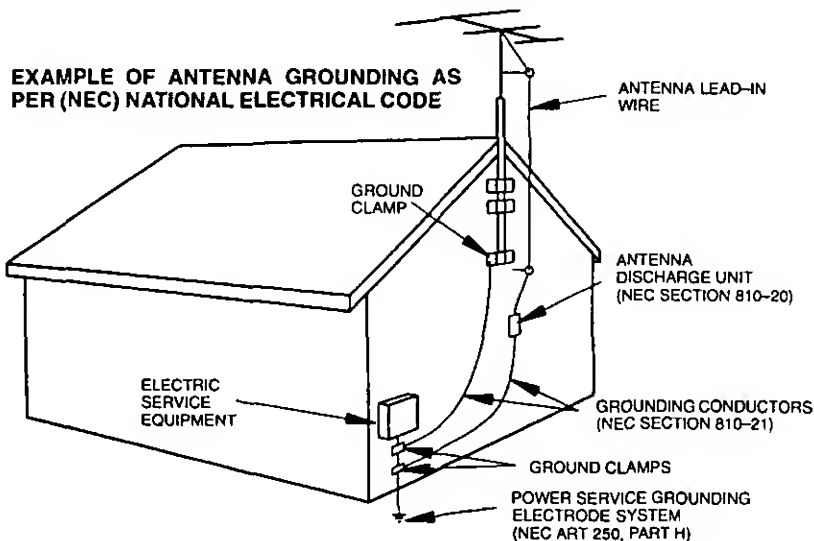 EXAMPLE OF ANTENNA GROUNDING AS
PER (NEC) NATIONAL ELECTRICAL CODE
ANTENNA LEAD–IN
WIRE
GROUND
CLAMP
ANTENNA
DISCHARGE UNIT
(NEC SECTION 810–20)
ELECTRIC
SERVICE
EQUIPMENT
GROUNDING CONDUCTORS
(NEC SECTION 810–21)
GROUND CLAMPS
POWER SERVICE GROUNDING
ELECTRODE SYSTEM
(NEC ART 250, PART H)